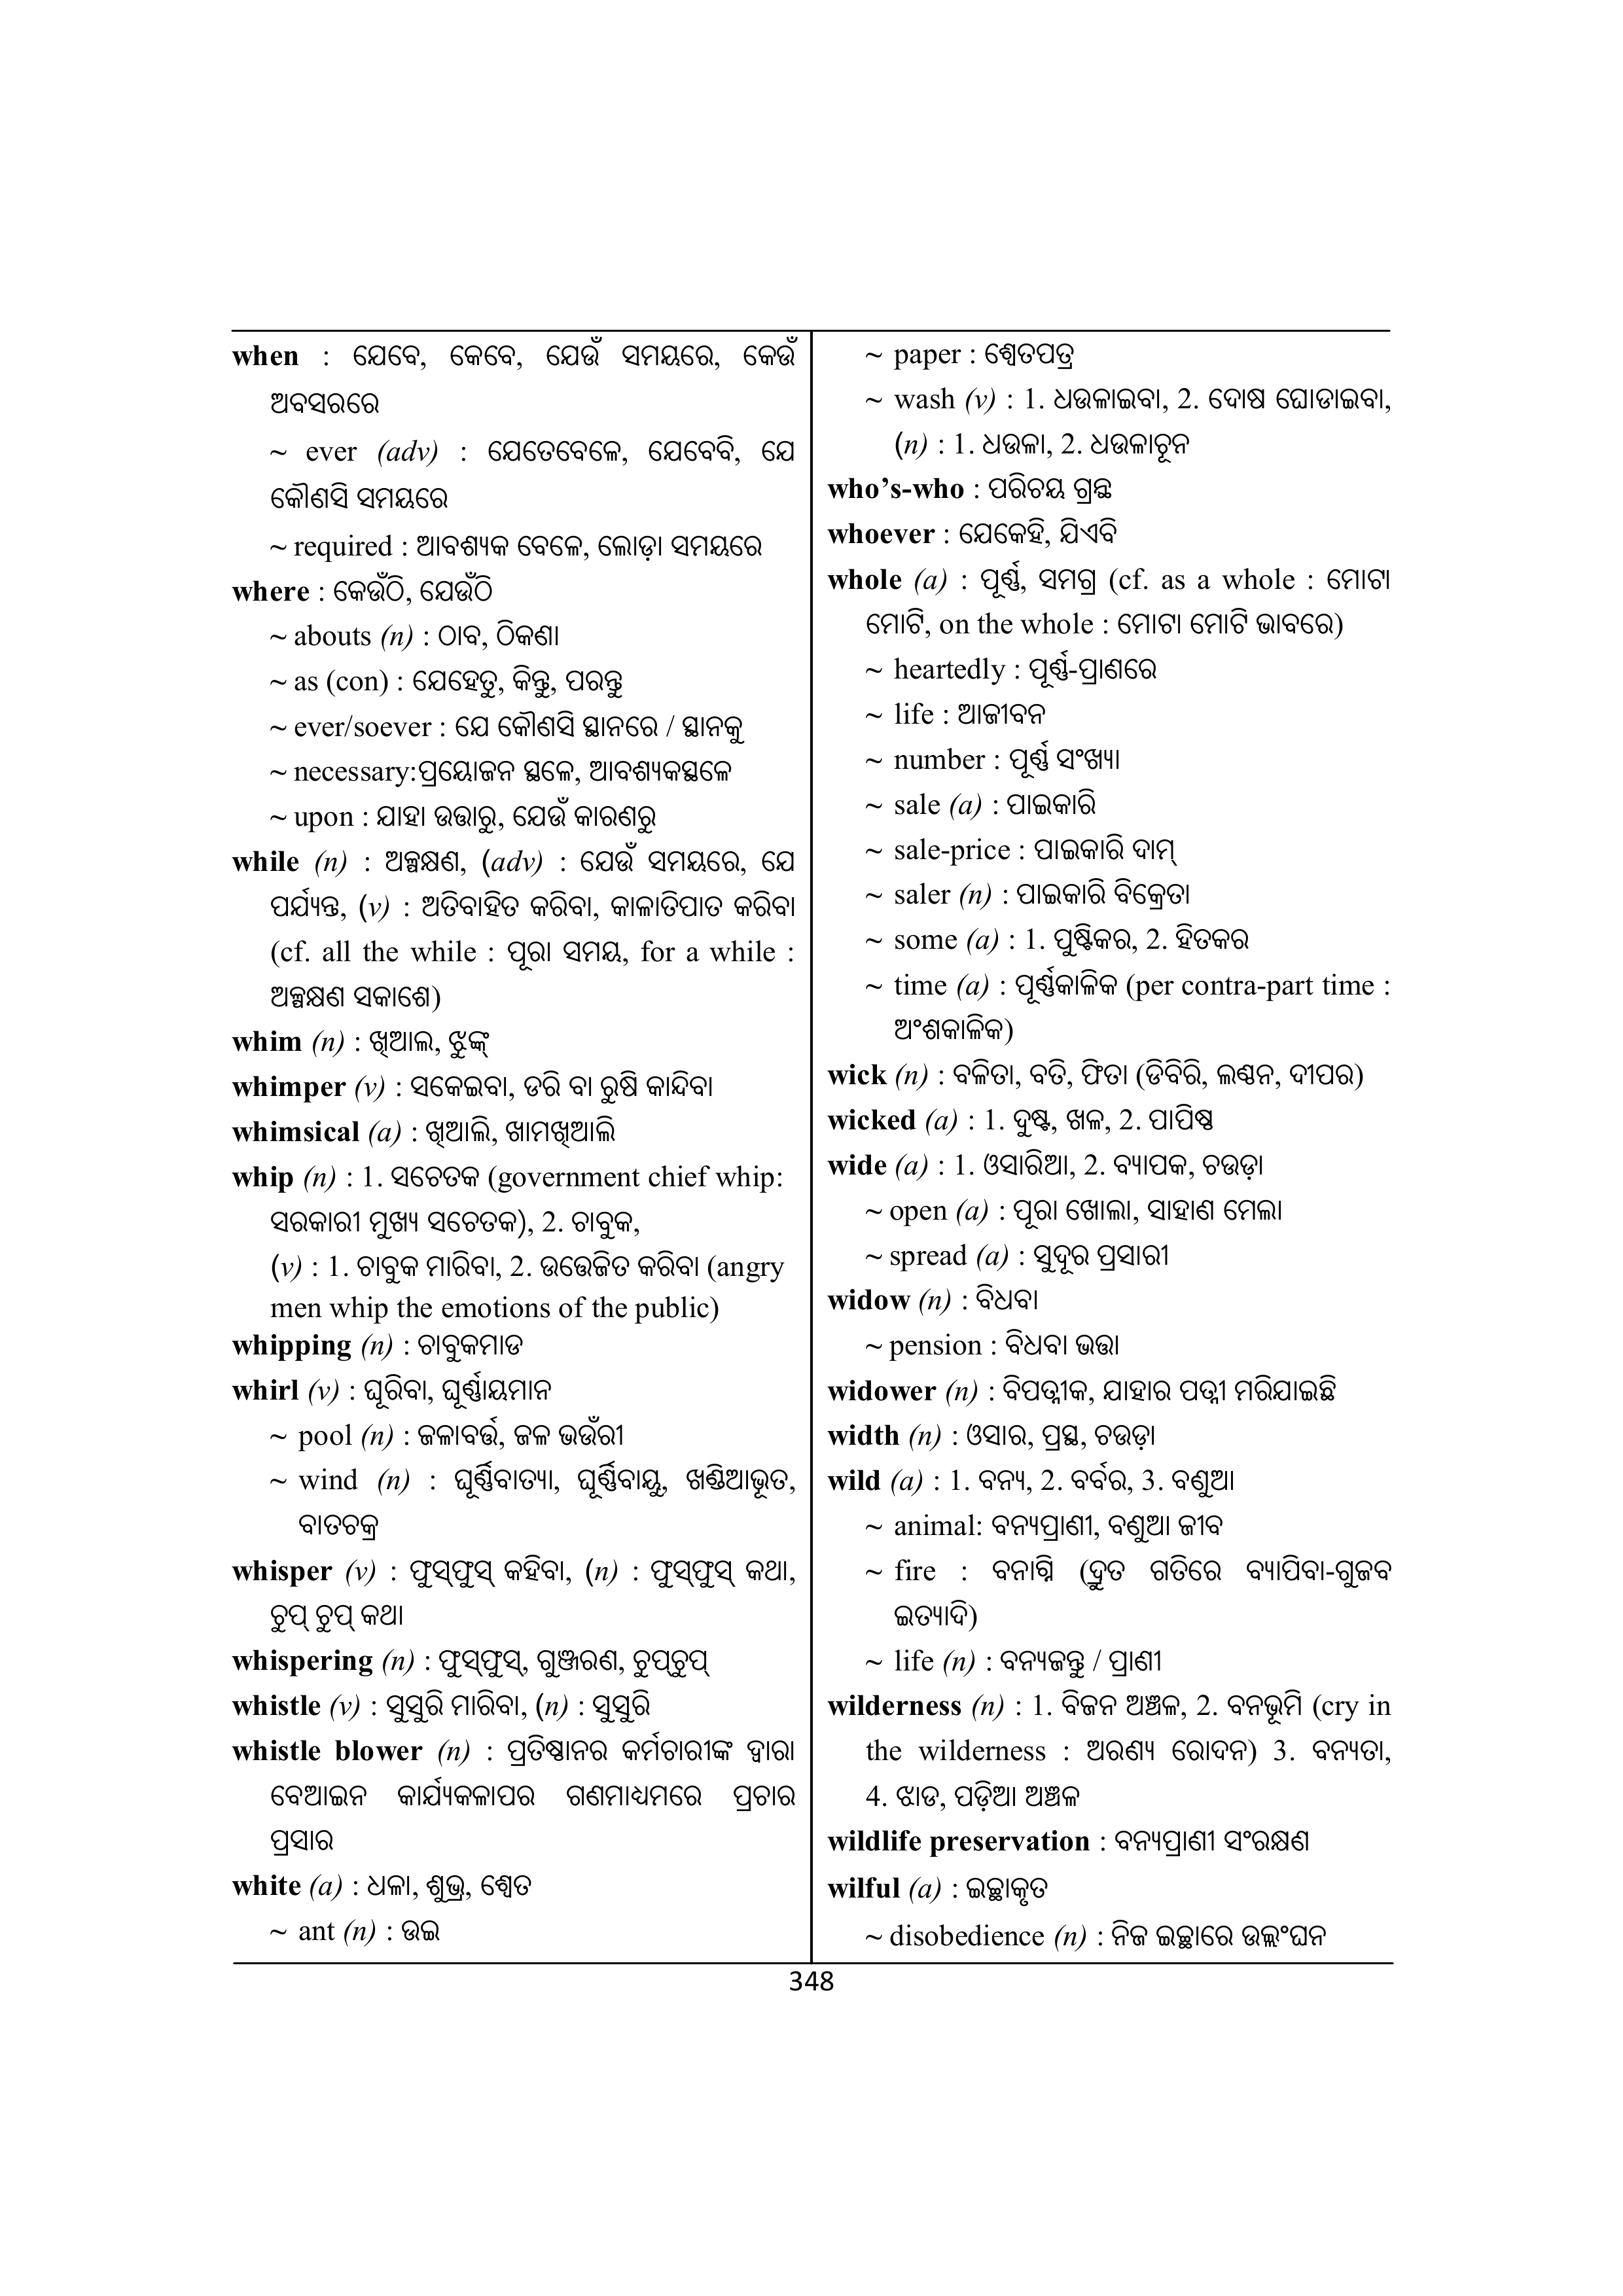 when : ଯେବେ, କେବେ, ଯେଉଁ ସମୟରେ, କେଉଁ
ଅବସରରେ
~ ever (adv) : ଯେତେବେଳେ, ଯେବେବି, ଯେ
କୌଣସି ସମୟରେ
~ required : ଆବଶ୍ୟକ ବେଳେ, ଲୋଡ଼ା ସମୟରେ
where : କେଉଁଠି, ଯେଉଁଠି
~ abouts (n) : ଠାବ, ଠିକଣା
~ as (con) : ଯେହେତୁ, କିନ୍ତୁ, ପରନ୍ତୁ
~ ever/soever : ଯେ କୌଣସି ସ୍ଥାନରେ / ସ୍ଥାନକୁ
~ necessary:ପ୍ରୟୋଜନ ସ୍ଥଳେ, ଆବଶ୍ୟକସ୍ଥଳେ
~ upon : ଯାହା ଉତ୍ତାରୁ, ଯେଉଁ କାରଣରୁ
while (n) : ଅଳ୍ପକ୍ଷଣ, (adv) : ଯେଉଁ ସମୟରେ, ଯେ
ପର୍ଯ୍ୟନ୍ତ, (v) : ଅତିବାହିତ କରିବା, କାଳାତିପାତ କରିବା
(cf. all the while : ପୂରା ସମୟ, for a while :
ଅଳ୍ପକ୍ଷଣ ସକାଶେ)
whim (n) : ଖିଆଲ, ଝୁଙ୍କ୍
whimper (v) : ସକେଇବା, ଡରି ବା ରୁଷି କାନ୍ଦିବା
whimsical (a) : ଖିଆଲି, ଖାମଖିଆଲି
whip (n) : 1. ସଚେତକ (government chief whip:
ସରକାରୀ ମୁଖ୍ୟ ସଚେତକ), 2. ଚାବୁକ,
(v) : 1. ଚାବୁକ ମାରିବା, 2. ଉତ୍ତେଜିତ କରିବା (angry
men whip the emotions of the public)
whipping (n) : ଚାବୁକମାଡ
whirl (v) : ଘୂରିବା, ଘୂର୍ଣ୍ଣାୟମାନ
~ pool (n) : ଜଳାବର୍ତ୍ତ, ଜଳ ଭଉଁରୀ
~ wind (n) : ଘୂର୍ଣ୍ଣିବାତ୍ୟା, ଘୂର୍ଣ୍ଣିବାୟୁ, ଖଣ୍ଡିଆଭୂତ,
ବାତଚକ୍ର
whisper (v) : ଫୁସ୍‌ଫୁସ୍ କହିବା, (n) : ଫୁସ୍‌ଫୁସ୍ କଥା,
ଚୁପ୍ ଚୁପ୍ କଥା
whispering (n) : ଫୁସ୍‌ଫୁସ୍, ଗୁଞ୍ଜରଣ, ଚୁପ୍‌ଚୁପ୍
whistle (v) : ସୁସୁରି ମାରିବା, (n) : ସୁସୁରି
whistle blower (n) : ପ୍ରତିଷ୍ଠାନର କର୍ମଚାରୀଙ୍କ ଦ୍ୱାରା
ବେଆଇନ କାର୍ଯ୍ୟକଳାପର ଗଣମାଧ୍ୟମରେ ପ୍ରଚାର
ପ୍ରସାର
white (a) : ଧଳା, ଶୁଭ୍ର, ଶ୍ୱେତ
~ ant (n) : ଉଇ
~ paper : ଶ୍ୱେତପତ୍ର
~ wash (v) : 1. ଧଉଳାଇବା, 2. ଦୋଷ ଘୋଡାଇବା,
(n) : 1. ଧଉଳା, 2. ଧଉଳାଚୂନ
who’s-who : ପରିଚୟ ଗ୍ରନ୍ଥ
whoever : ଯେକେହି, ଯିଏବି
whole (a) : ପୂର୍ଣ୍ଣ, ସମଗ୍ର (cf. as a whole : ମୋଟା
ମୋଟି, on the whole : ମୋଟା ମୋଟି ଭାବରେ)
~ heartedly : ପୂର୍ଣ୍ଣ-ପ୍ରାଣରେ
~ life : ଆଜୀବନ
~ number : ପୂର୍ଣ୍ଣ ସଂଖ୍ୟା
~ sale (a) : ପାଇକାରି
~ sale-price : ପାଇକାରି ଦାମ୍
~ saler (n) : ପାଇକାରି ବିକ୍ରେତା
~ some (a) : 1. ପୁଷ୍ଟିକର, 2. ହିତକର
~ time (a) : ପୂର୍ଣ୍ଣକାଳିକ (per contra-part time :
ଅଂଶକାଳିକ)
wick (n) : ବଳିତା, ବତି, ଫିତା (ଡିବିରି, ଲଣ୍ଠନ, ଦୀପର)
wicked (a) : 1. ଦୁଷ୍ଟ, ଖଳ, 2. ପାପିଷ୍ଠ
wide (a) : 1. ଓସାରିଆ, 2. ବ୍ୟାପକ, ଚଉଡ଼ା
~ open (a) : ପୂରା ଖୋଲା, ସାହାଣ ମେଲା
~ spread (a) : ସୁଦୂର ପ୍ରସାରୀ
widow (n) : ବିଧବା
~ pension : ବିଧବା ଭତ୍ତା
widower (n) : ବିପତ୍ନୀକ, ଯାହାର ପତ୍ନୀ ମରିଯାଇଛି
width (n) : ଓସାର, ପ୍ରସ୍ଥ, ଚଉଡ଼ା
wild (a) : 1. ବନ୍ୟ, 2. ବର୍ବର, 3. ବଣୁଆ
~ animal: ବନ୍ୟପ୍ରାଣୀ, ବଣୁଆ ଜୀବ
~ fire : ବନାଗ୍ନି (ଦ୍ରୁତ ଗତିରେ ବ୍ୟାପିବା-ଗୁଜବ
ଇତ୍ୟାଦି)
~ life (n) : ବନ୍ୟଜନ୍ତୁ / ପ୍ରାଣୀ
wilderness (n) : 1. ବିଜନ ଅଞ୍ଚଳ, 2. ବନଭୂମି (cry in
the wilderness : ଅରଣ୍ୟ ରୋଦନ) 3. ବନ୍ୟତା,
4. ଝାଡ, ପଡ଼ିଆ ଅଞ୍ଚଳ
wildlife preservation : ବନ୍ୟପ୍ରାଣୀ ସଂରକ୍ଷଣ
wilful (a) : ଇଚ୍ଛାକୃତ
~ disobedience (n) : ନିଜ ଇଚ୍ଛାରେ ଉଲ୍ଲଂଘନ
348